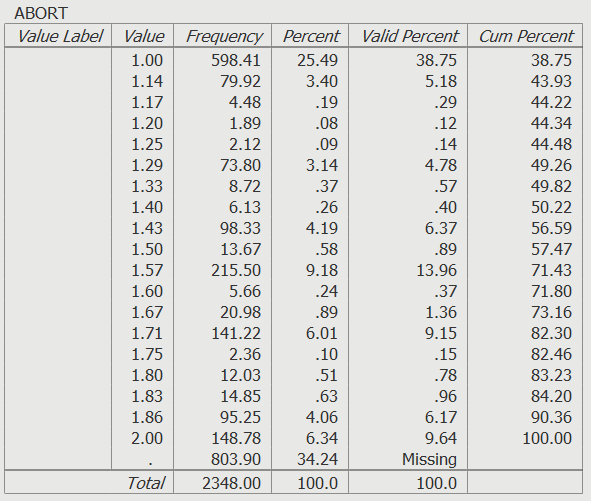 ABORT
Value Label Value Frequency Percent Valid Percent Cum Percent
1.00 598.41 25.49 38.75 38.75
1.14 79.92 3.40 5.18 43.93
1.17 4.48 .19 .29 44.22
1.20 1.89 .08 .12 44.34
1.25 2.12 .09 .14 44.48
1.29 73.80 3.14 4.78 49.26
1.33 8.72 .37 .57 49.82
1.40 6.13 .26 .40 50.22
1.43 98.33 4.19 6.37 56.59
1.50 13.67 .58 .89 57.47
1.57 215.50 9.18 13.96 71.43
1.60 5.66 .24 .37 71.80
1.67 20.98 .89 1.36 73.16
1.71 141.22 6.01 9.15 82.30
1.75 2.36 .10 .15 82.46
1.80 12.03 .51 .78 83.23
1.83 14.85 .63 .96 84.20
1.86 95.25 4.06 6.17 90.36
2.00 148.78 6.34 9.64 100.00
. 803.90 34.24 Missing
Total 2348.00 100.0 100.0